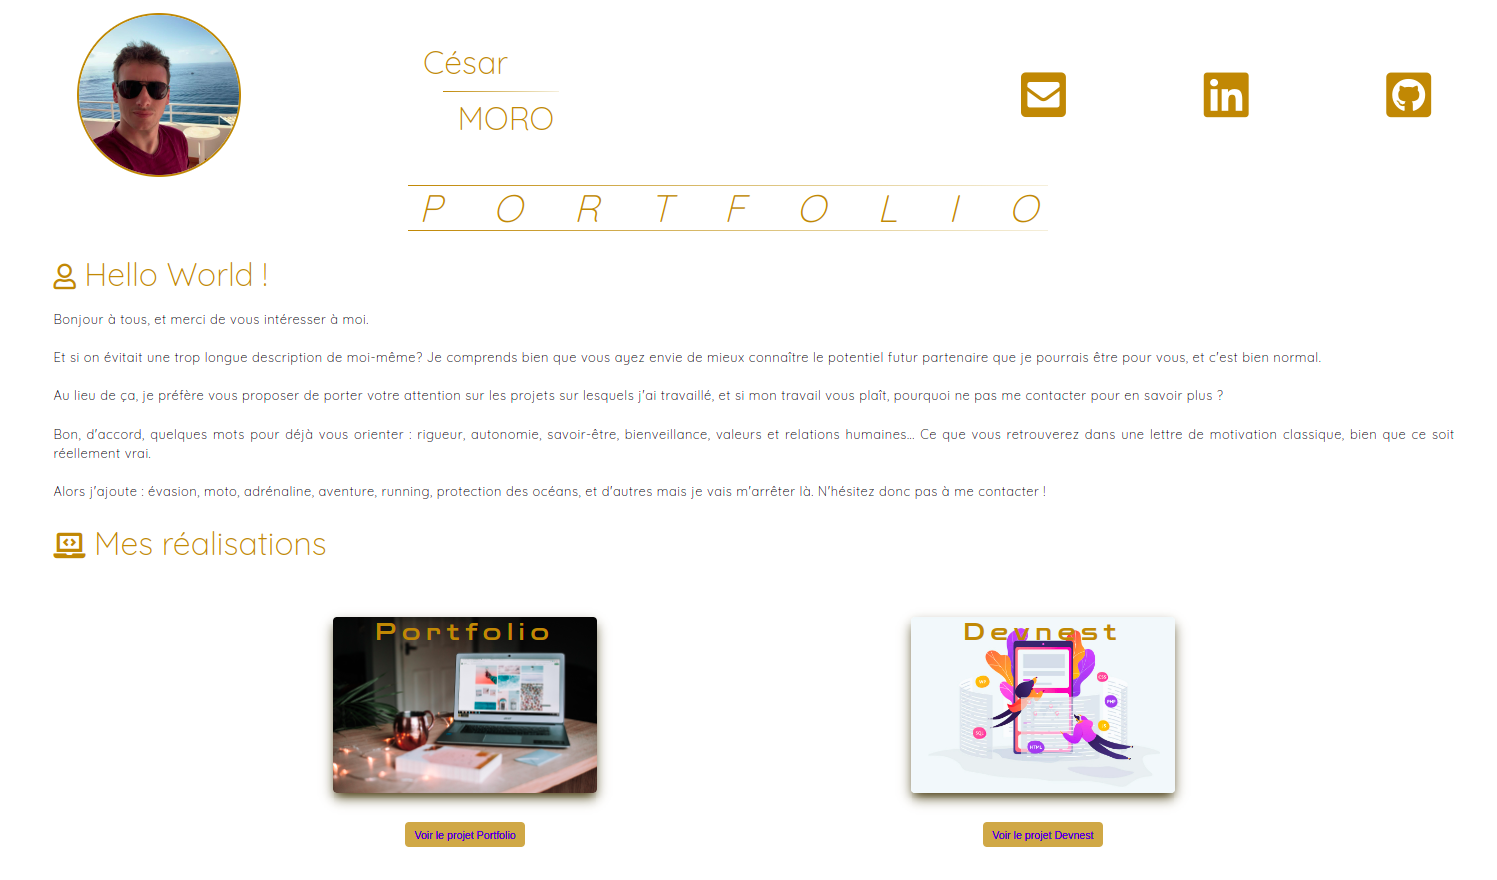 César
MORO
PORTFOLIO
Hello World !
Bonjour à tous, et merci de vous intéresser à moi.
Et si on évitait une trop longue description de moi-même? Je comprends bien que vous ayez envie de mieux connaître le potentiel futur partenaire que je pourrais être pour vous, et c'est bien normal.
Au lieu de ça, je préfère vous proposer de porter votre attention sur les projets sur lesquels j'ai travaillé, et si mon travail vous plaît, pourquoi ne pas me contacter pour en savoir plus ?
Bon, d'accord, quelques mots pour déjà vous orienter : rigueur, autonomie, savoir-être, bienveillance, valeurs et relations humaines... Ce que vous retrouverez dans une lettre de motivation classique, bien que ce soit
réellement vrai.
Alors j'ajoute : évasion, moto, adrénaline, aventure, running, protection des océans, et d'autres mais je vais m'arrêter là. N'hésitez donc pas à me contacter !
Mes réalisations
Portfolio
Devnest
CSS
PHP
SQL
HTML
Voir le projet Portfolio
Voir le projet Devnest